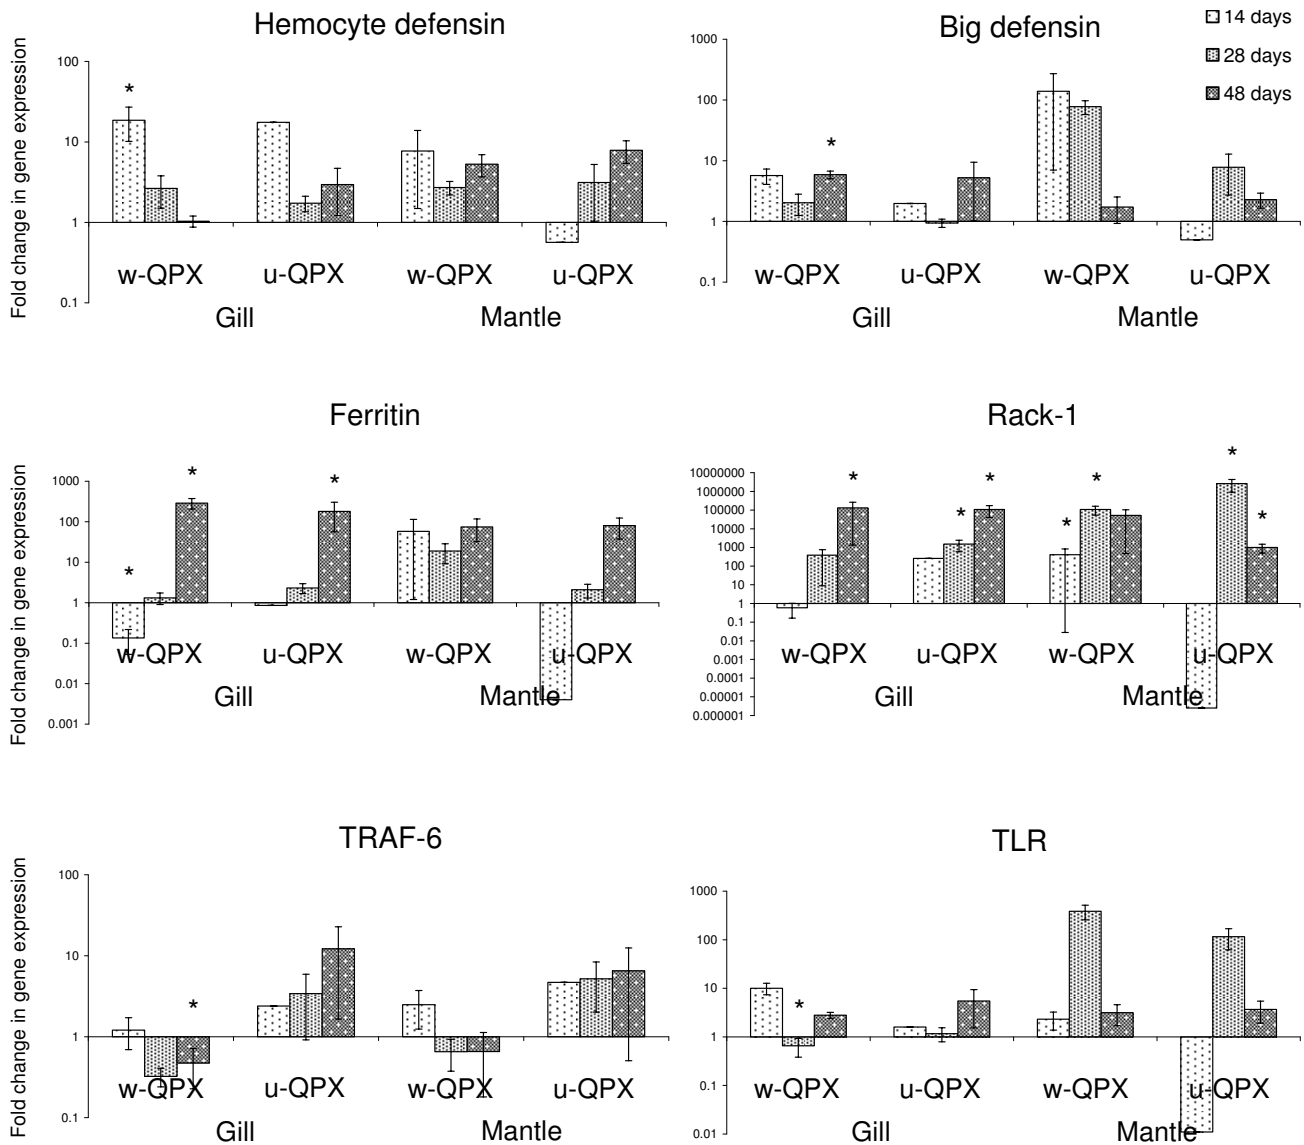 Hemocyte defensin
Fold change in gene expression
100
10
1
0.1
*
w-QPX u-QPX w-QPX u-QPX
Gill Mantle
Big defensin
14 days
28 days
48 days
1000
100
10
1
0.1
*
w-QPX u-QPX w-QPX u-QPX
Gill Mantle
Ferritin
Fold change in gene expression
1000
100
10
1
0.1
0.01
0.001
* * *
w-QPX u-QPX w-QPX u-QPX
Gill Mantle
Rack-1
10000000
1000000
100000
10000
1000
100
10
1
0.1
0.01
0.001
0.0001
0.00001
0.000001
* * * * * * *
w-QPX u-QPX w-QPX u-QPX
Gill Mantle
TRAF-6
Fold change in gene expression
100
10
1
0.1
*
w-QPX u-QPX w-QPX u-QPX
Gill Mantle
TLR
1000
100
10
1
0.1
0.01
*
w-QPX u-QPX w-QPX u-QPX
Gill Mantle